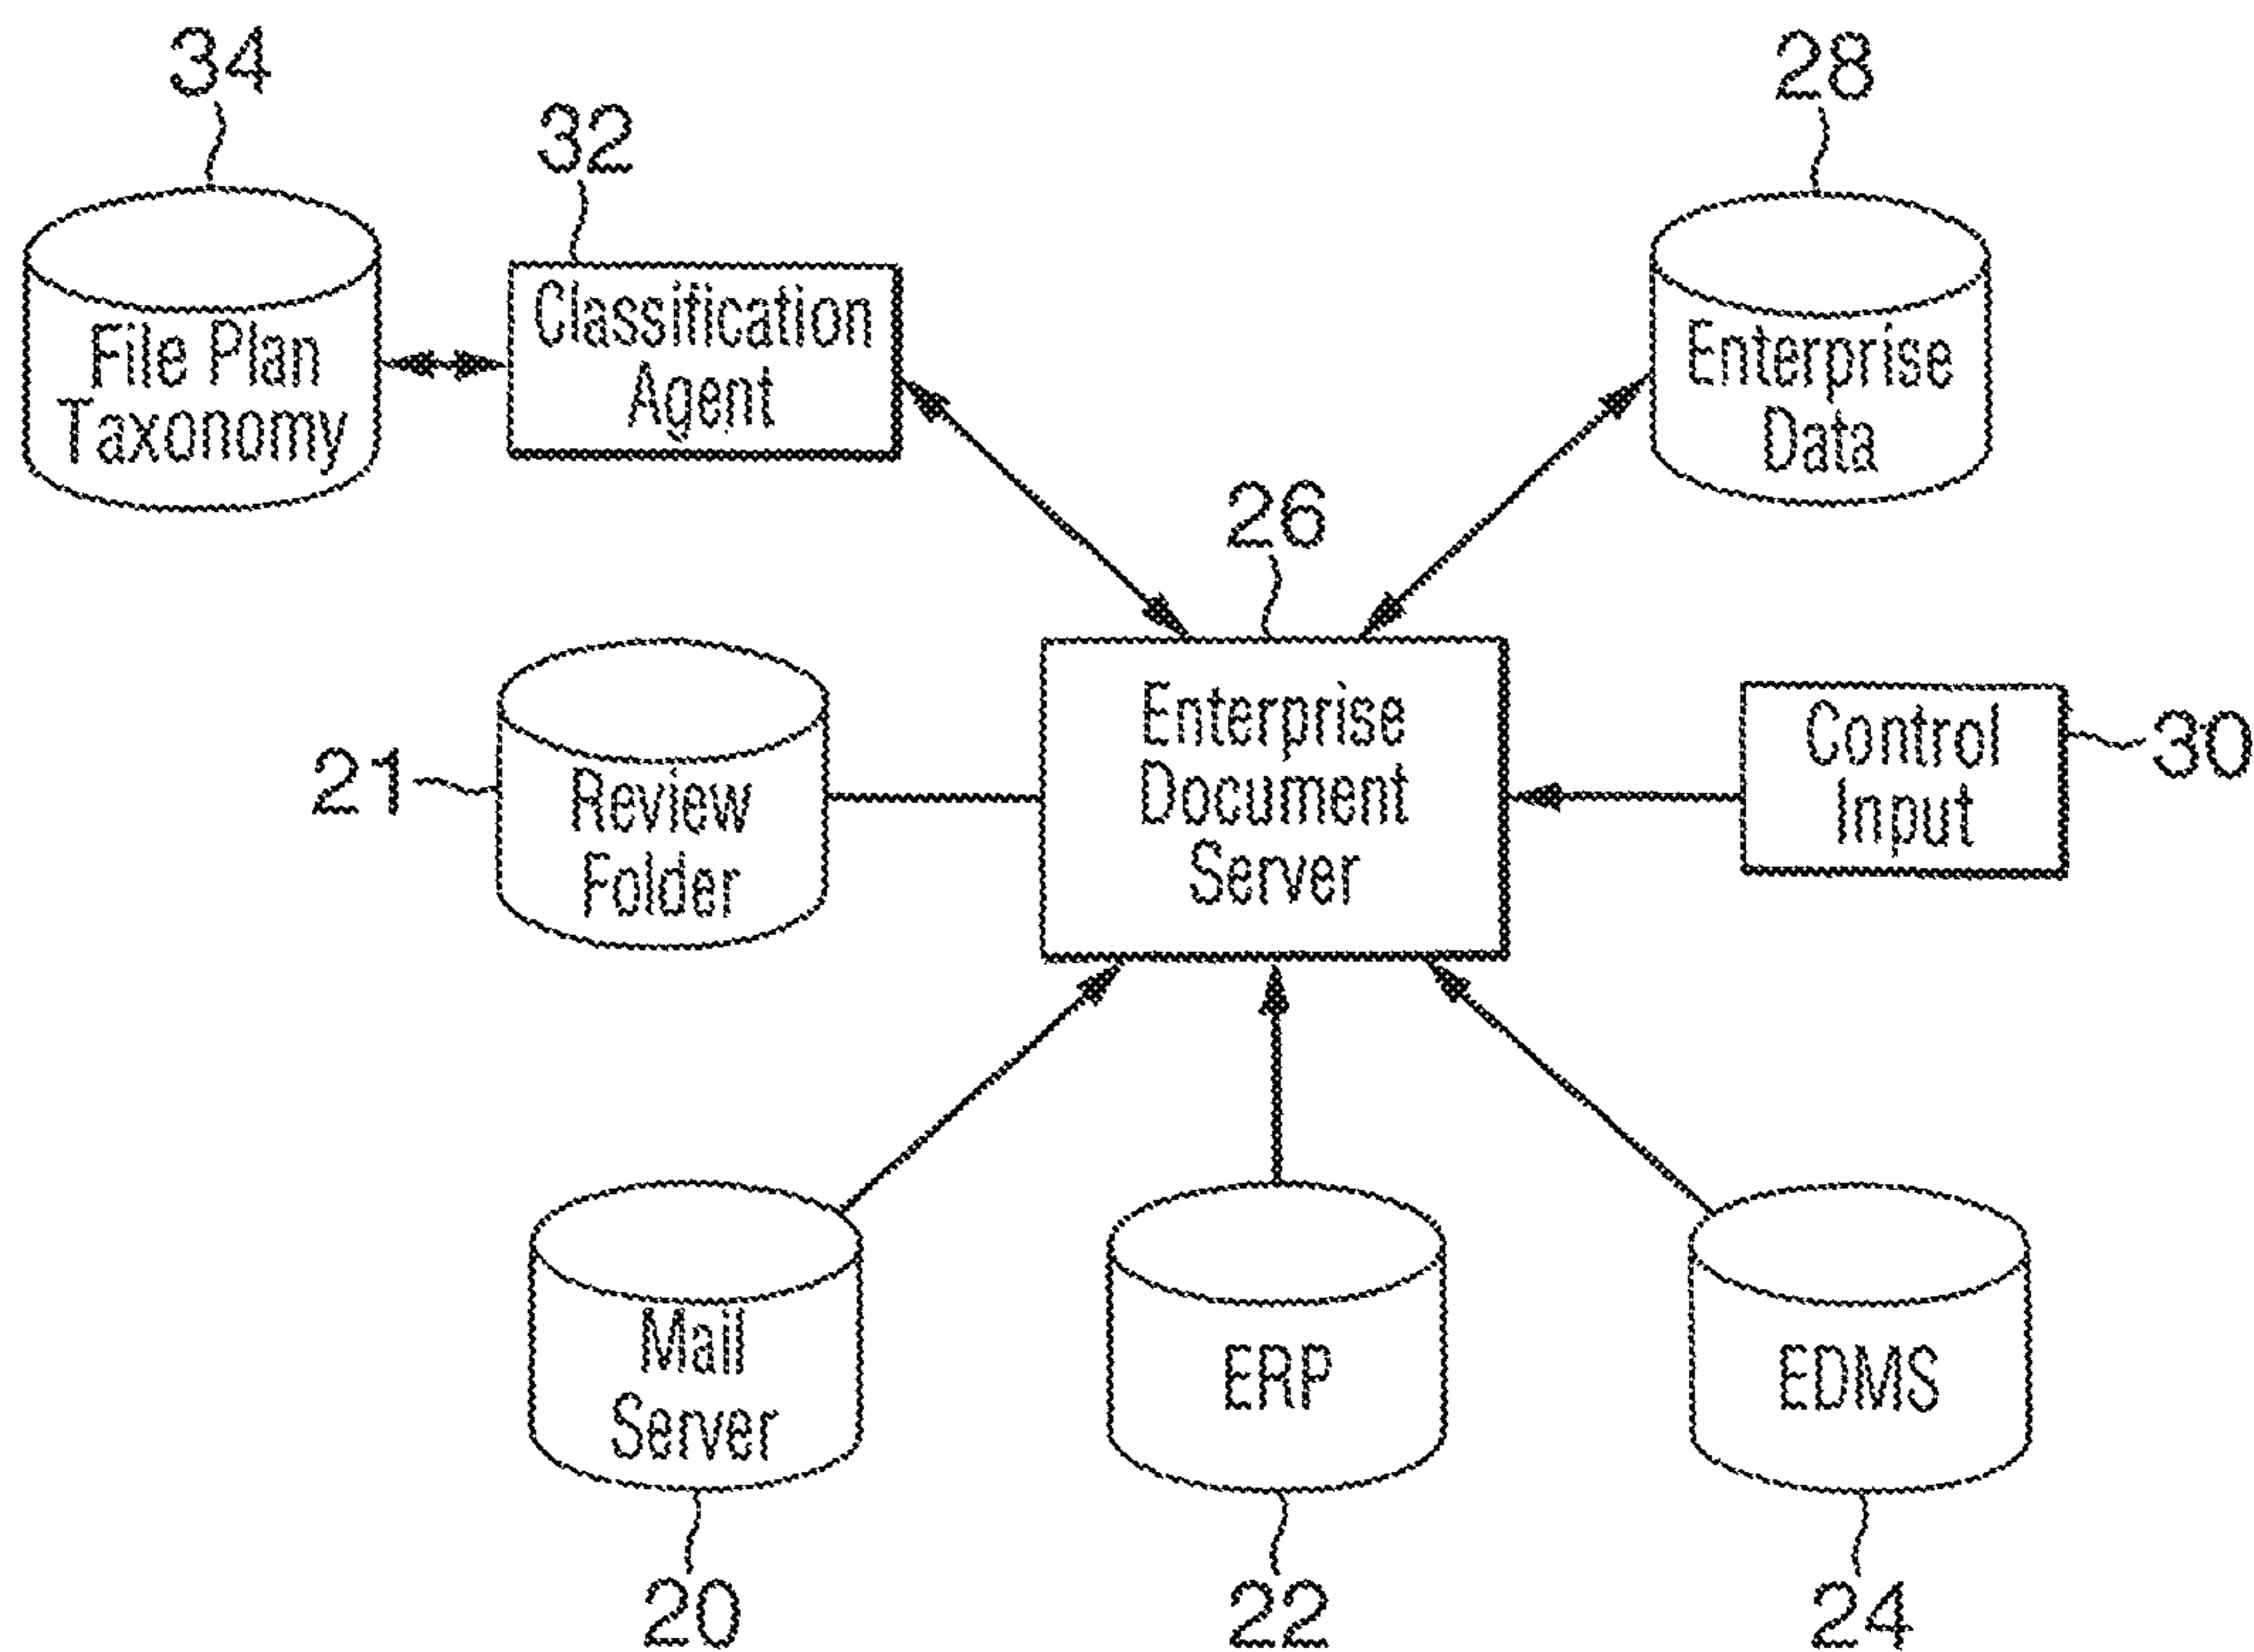 34
32
28
File Plan
Taxonomy
Classification
Agent
Enterprise
Data
26
21
Review
Folder
Enterprise
Document
Server
Control
Input
30
Mail
Server
ERP
EDMS
20
22
24